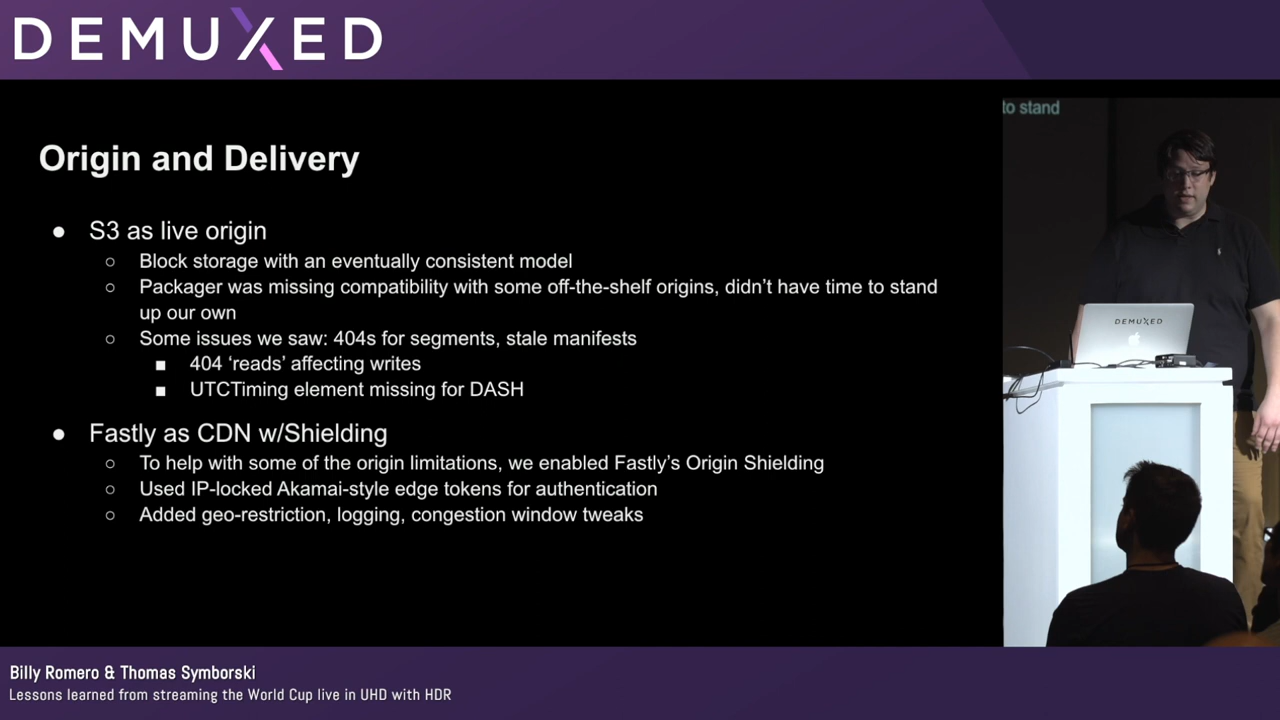 DEMUXED
to stand
Origin and Delivery
● S3 as live origin
○ Block storage with an eventually consistent model
○ Packager was missing compatibility with some off-the-shelf origins, didn't have time to stand
up our own
○ Some issues we saw: 404s for segments, stale manifests
■ 404 ‘reads’ affecting writes
■ UTCTiming element missing for DASH
● Fastly as CDN w/Shielding
○ To help with some of the origin limitations, we enabled Fastly's Origin Shielding
○ Used IP-locked Akamai-style edge tokens for authentication
○ Added geo-restriction, logging, congestion window tweaks
DEMUXED
Billy Romero & Thomas Symborski
Lessons learned from streaming the World Cup live in UHD with HDR